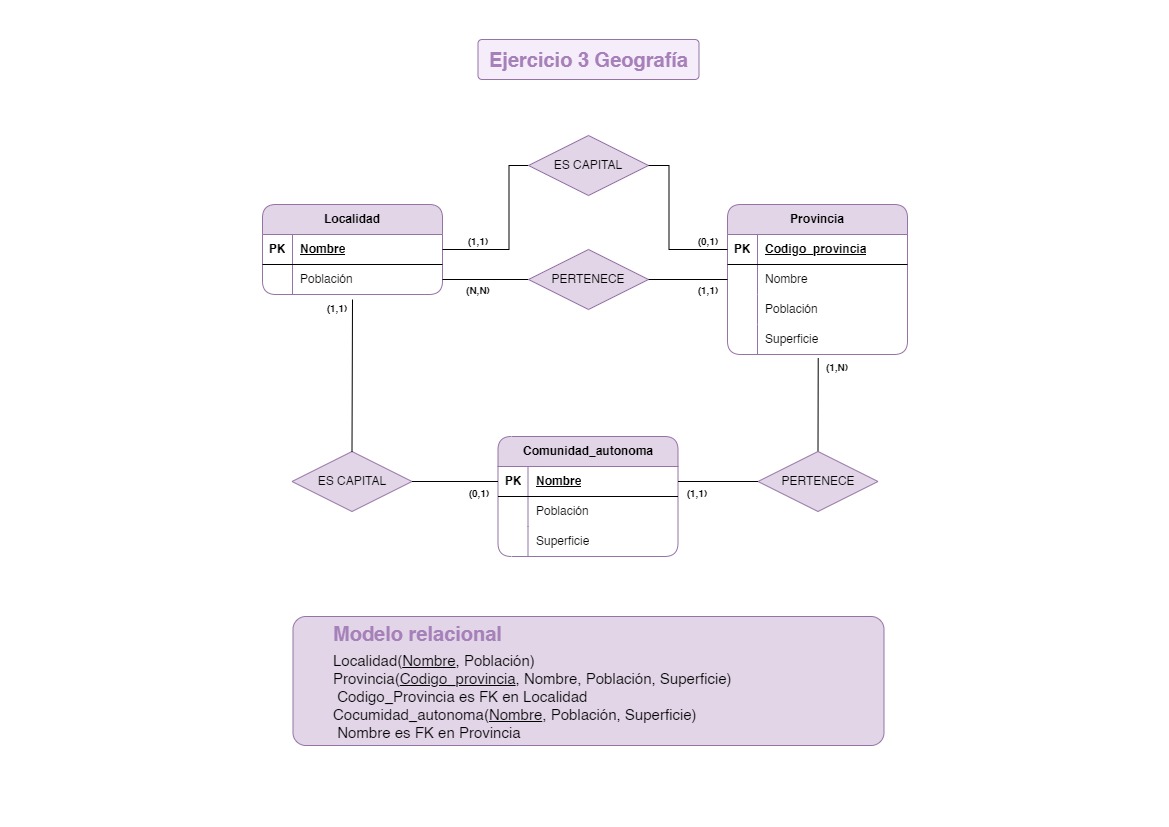 Ejercicio 3 Geografía
ES CAPITAL
Localidad
PK Nombre
Población
(1,1)
(0,1)
Provincia
PK Codigo_provincia
Nombre
Población
Superficie
PERTENECE
(N,N)
(1,1)
(1,1)
(1,N)
ES CAPITAL
(0,1)
Comunidad_autonoma
PK Nombre
Población
Superficie
(1,1)
PERTENECE
Modelo relacional
Localidad(Nombre, Población)
Provincia(Codigo_provincia, Nombre, Población, Superficie)
Codigo_Provincia es FK en Localidad
Cocumidad_autonoma(Nombre, Población, Superficie)
Nombre es FK en Provincia